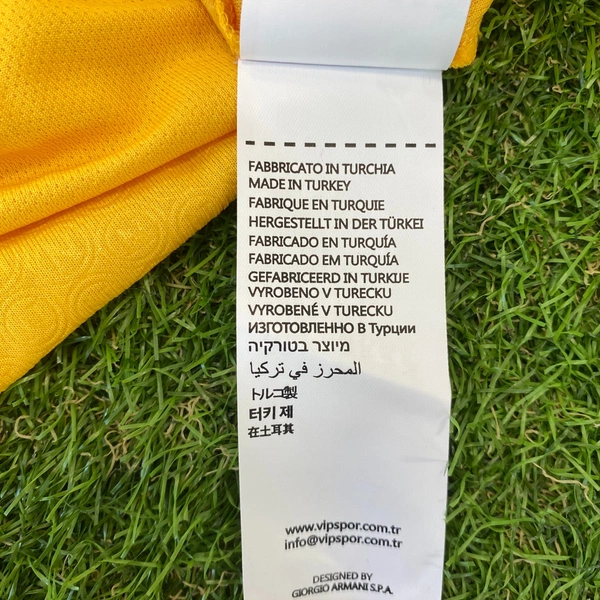 FABBRICATO IN TURCHIA
MADE IN TURKEY
FABRIQUE EN TURQUIE
HERGESTELLT IN DER TÜRKEI
FABRICADO EN TURQUÍA
FABRICADO EM TURQUÍA
GEFABRICEERD IN TURKIJE
VYROBENO V TURECKU
VYROBENÉ V TURECKU
ИЗГОТОВЛЕННО В Турции
מיוצר בטורקיה
المحرز في تركيا
トルコ製
터키 제
在土耳其
www.vipspor.com.tr
info@vipspor.com.tr
DESIGNED BY
GIORGIO ARMANI S.P.A.